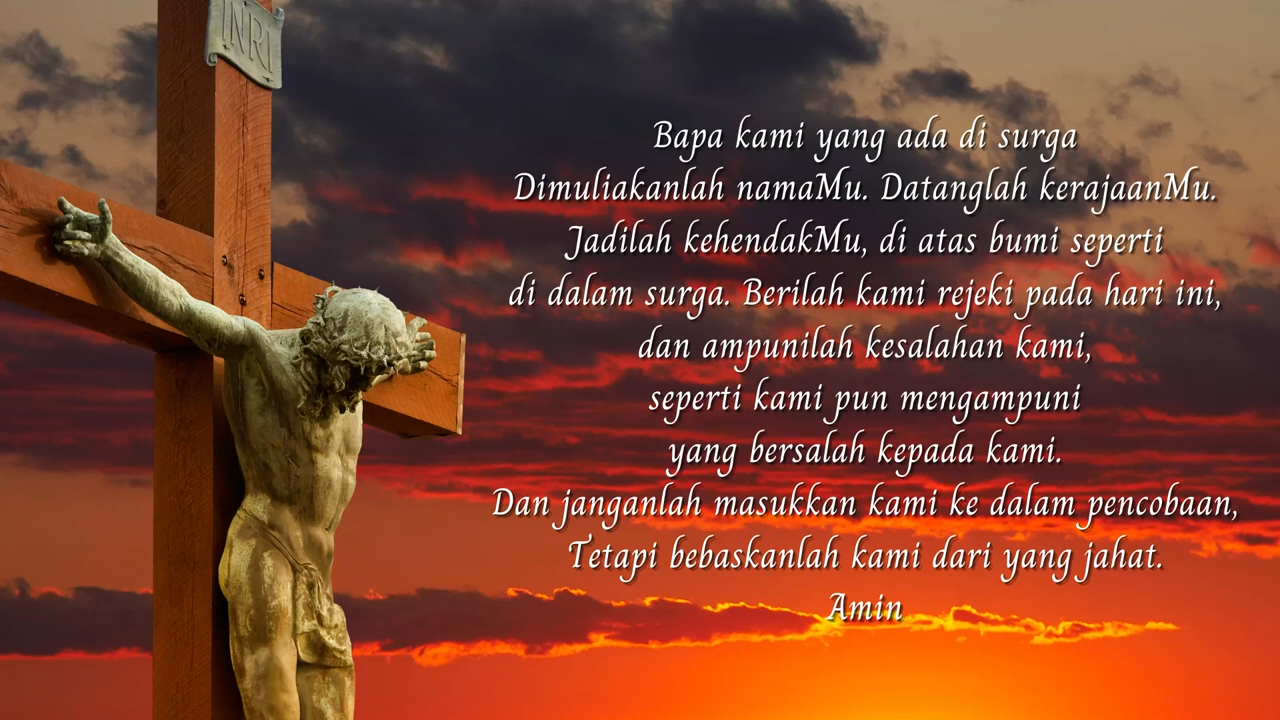 INRI
Bapa kami yang ada di surga
Dimuliakanlah namaMu. Datanglah kerajaanMu.
Jadilah kehendakMu, di atas bumi seperti
di dalam surga. Berilah kami rejeki pada hari ini,
dan ampunilah kesalahan kami,
seperti kami pun mengampuni
yang bersalah kepada kami.
Dan janganlah masukkan kami ke dalam pencobaan,
Tetapi bebaskanlah kami dari yang jahat.
Amin